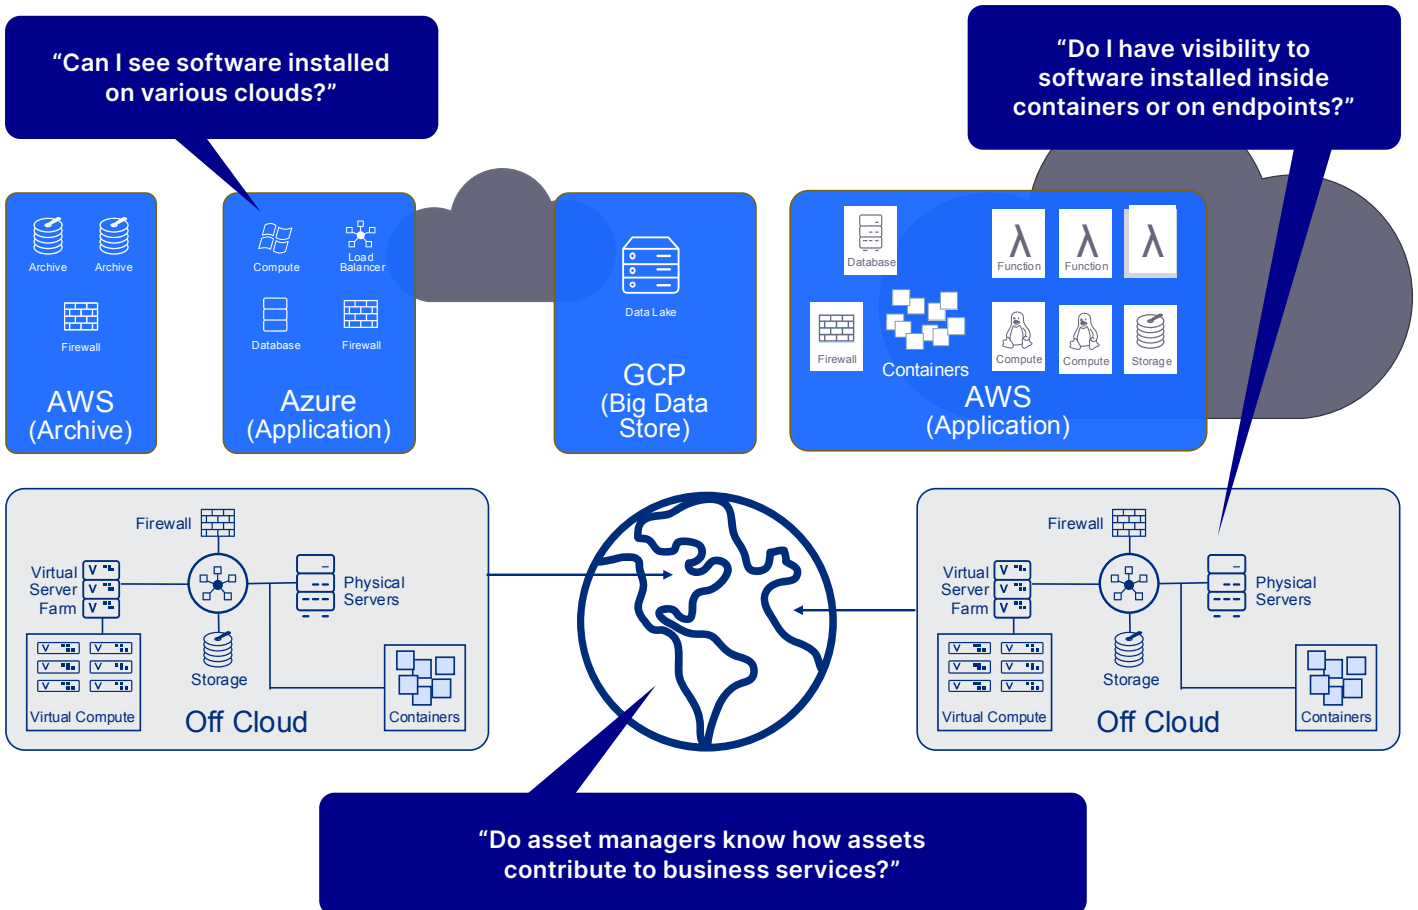 “Can I see software installed
on various clouds?”
“Do I have visibility to
software installed inside
containers or on endpoints?”
Archive
Archive
Firewall
AWS
(Archive)
Compute
Load
Balancer
Database
Firewall
Azure
(Application)
Data Lake
GCP
(Big Data
Store)
Database
λ
Function
λ
Function
λ
Firewall
Containers
Compute
Compute
Storage
AWS
(Application)
Firewall
Virtual
Server
Farm
Physical
Servers
Storage
Virtual Compute
Off Cloud
Containers
Firewall
Virtual
Server
Farm
Physical
Servers
Storage
Virtual Compute
Off Cloud
Containers
“Do asset managers know how assets
contribute to business services?”